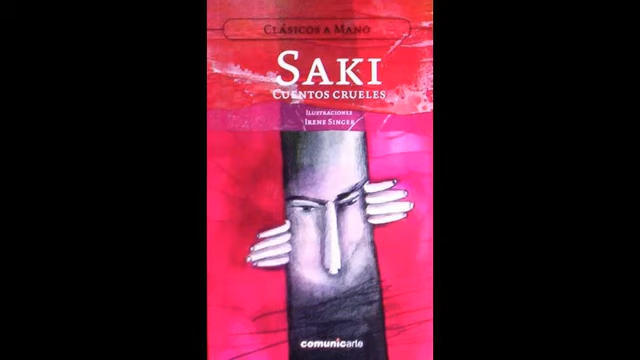 CLÁSICOS A MANO
SAKI
CUENTOS CRUELES
ILUSTRACIONES
IRENE SINGER
comunicarte